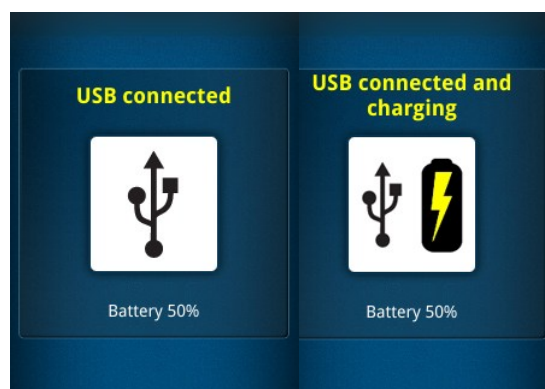 USB connected
Battery 50%
USB connected and
charging
Battery 50%